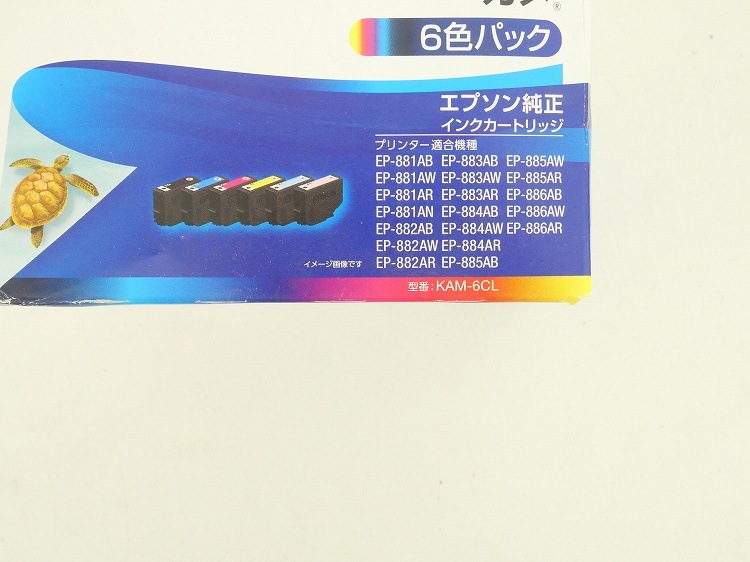 カメ®
6色パック
エプソン純正
インクカートリッジ
プリンター適合機種
EP-881AB EP-883AB EP-885AW
EP-881AW EP-883AW EP-885AR
EP-881AR EP-883AR EP-886AB
EP-881AN EP-884AB EP-886AW
EP-882AB EP-884AW EP-886AR
EP-882AW EP-884AR
EP-882AR EP-885AB
イメージ画像です
型番:KAM-6CL